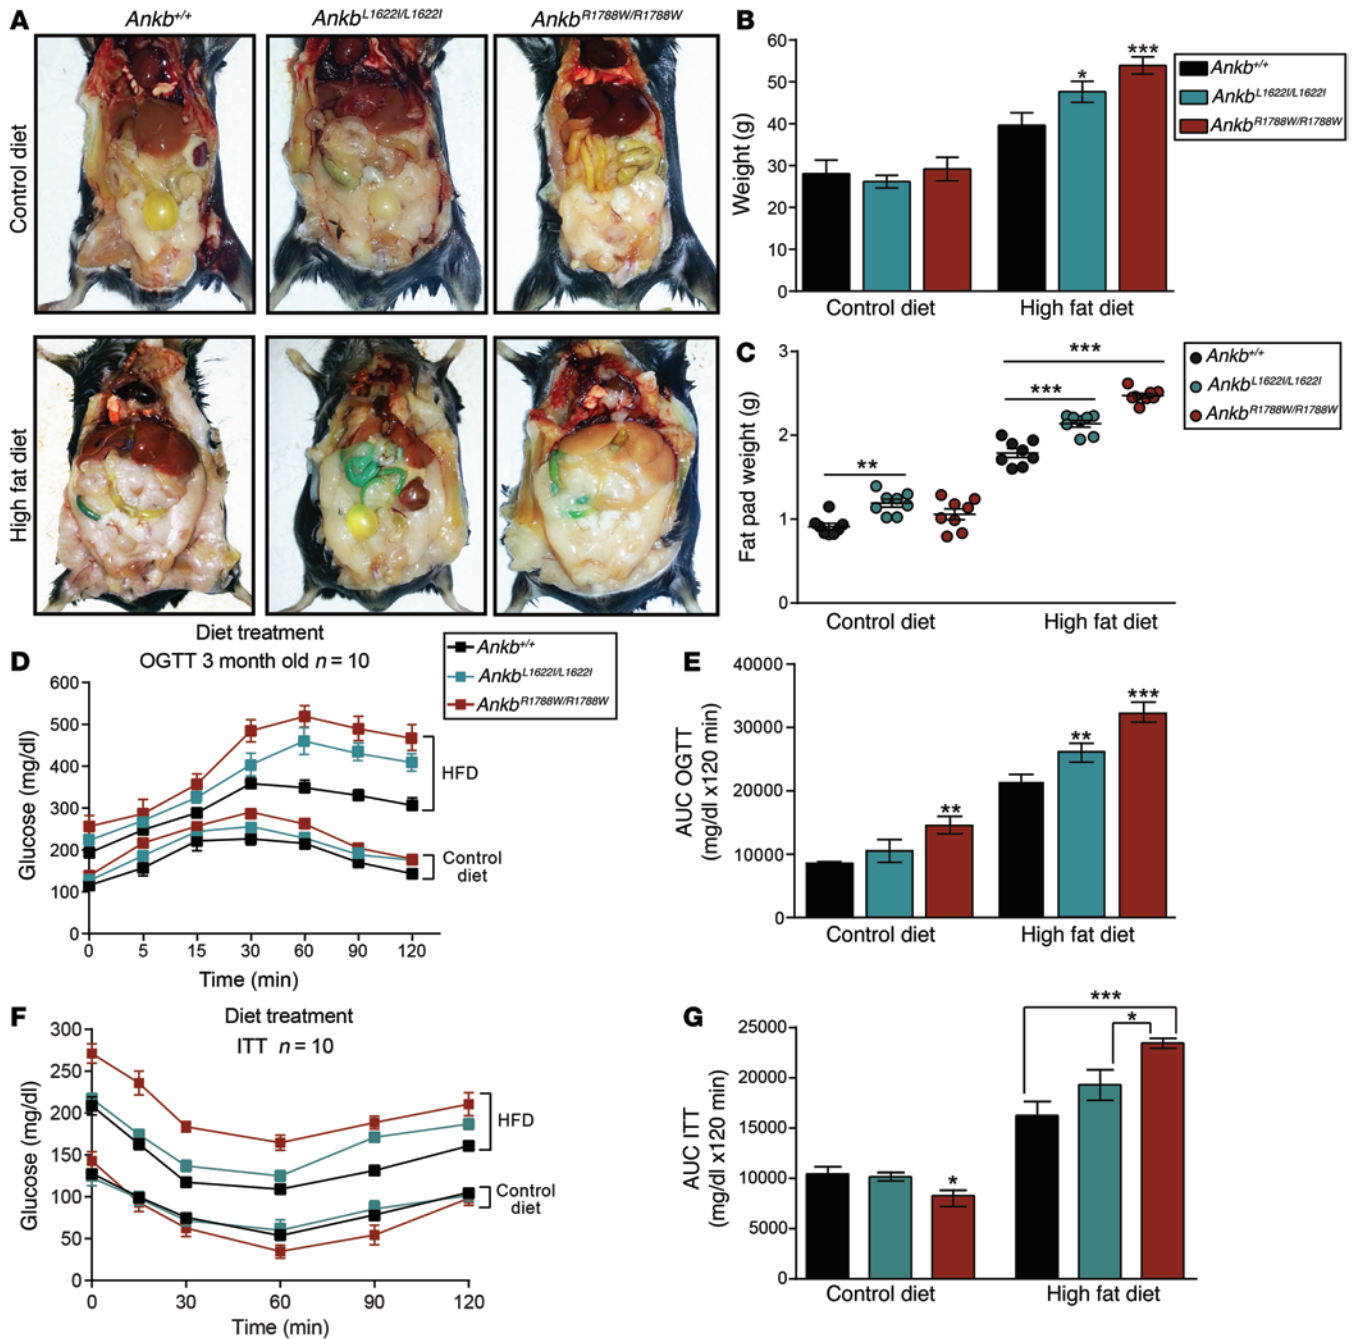 A
Ankb+/+
AnkbL1622I/L1622I
AnkbR1788W/R1788W
Control diet
High fat diet
B
Weight (g)
60
50
40
30
20
10
0
*
***
Control diet
High fat diet
Ankb+/+
AnkbL1622I/L1622I
AnkbR1788W/R1788W
C
Fat pad weight (g)
3
2
1
0
**
***
***
Control diet
High fat diet
Ankb+/+
AnkbL1622I/L1622I
AnkbR1788W/R1788W
D
Diet treatment
OGTT 3 month old n = 10
Ankb+/+
AnkbL1622I/L1622I
AnkbR1788W/R1788W
Glucose (mg/dl)
600
500
400
300
200
100
0
HFD
Control
diet
0 5 15 30 60 90 120
Time (min)
E
AUC OGTT
(mg/dl x120 min)
40000
30000
20000
10000
0
**
**
***
Control diet
High fat diet
F
Diet treatment
ITT n = 10
Glucose (mg/dl)
300
250
200
150
100
50
0
HFD
Control
diet
0 30 60 90 120
Time (min)
G
AUC ITT
(mg/dl x120 min)
25000
20000
15000
10000
5000
0
*
***
*
Control diet
High fat diet